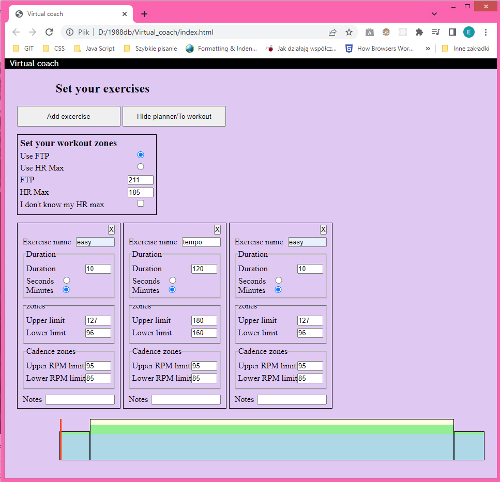 Virtual coach
Plik | D:/1988db/Virtual_coach/index.html
GIT CSS Java Script Szybkie pisanie Formatting & Inden... Jak działają współcz... How Browsers Wor... » Inne zakładki
Virtual coach
Set your exercises
Add excercise Hide planner/To workout
Set your workout zones
Use FTP
Use HR Max
FTP 211
HR Max 185
I don't know my HR max
X X X
Exercise name easy Exercise name tempo Exercise name easy
Duration Duration Duration
Duration 10 Duration 120 Duration 10
Seconds Seconds Seconds
Minutes Minutes Minutes
Zones Zones Zones
Upper limit 127 Upper limit 180 Upper limit 127
Lower limit 96 Lower limit 160 Lower limit 96
Cadence zones Cadence zones Cadence zones
Upper RPM limit 95 Upper RPM limit 95 Upper RPM limit 95
Lower RPM limit 85 Lower RPM limit 85 Lower RPM limit 85
Notes Notes Notes